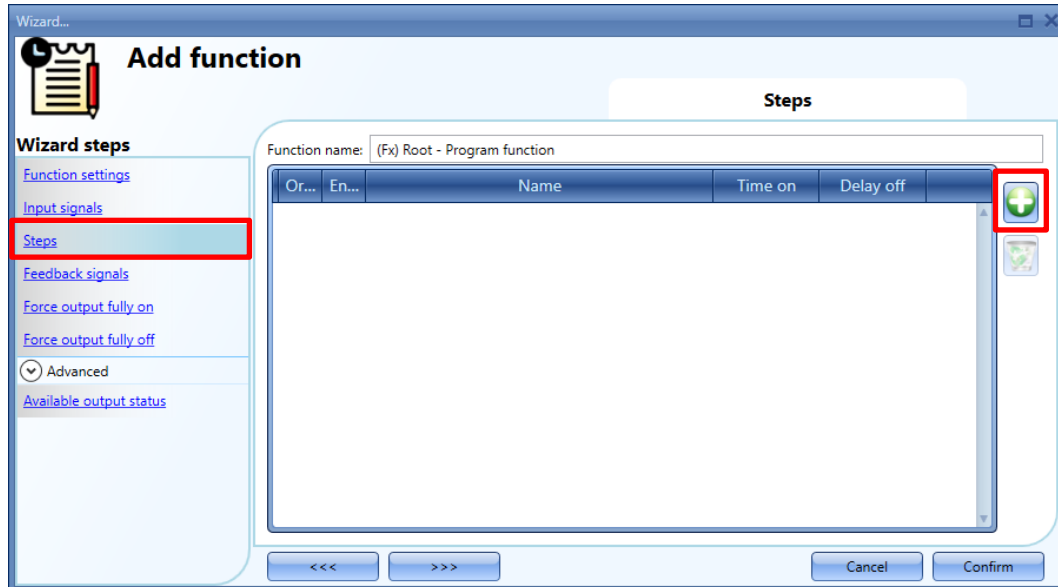 Wizard...
Add function
Steps
Wizard steps
Function settings
Input signals
Steps
Feedback signals
Force output fully on
Force output fully off
Advanced
Available output status
Function name: (Fx) Root - Program function
Or... En... Name Time on Delay off
<<< >>> Cancel Confirm